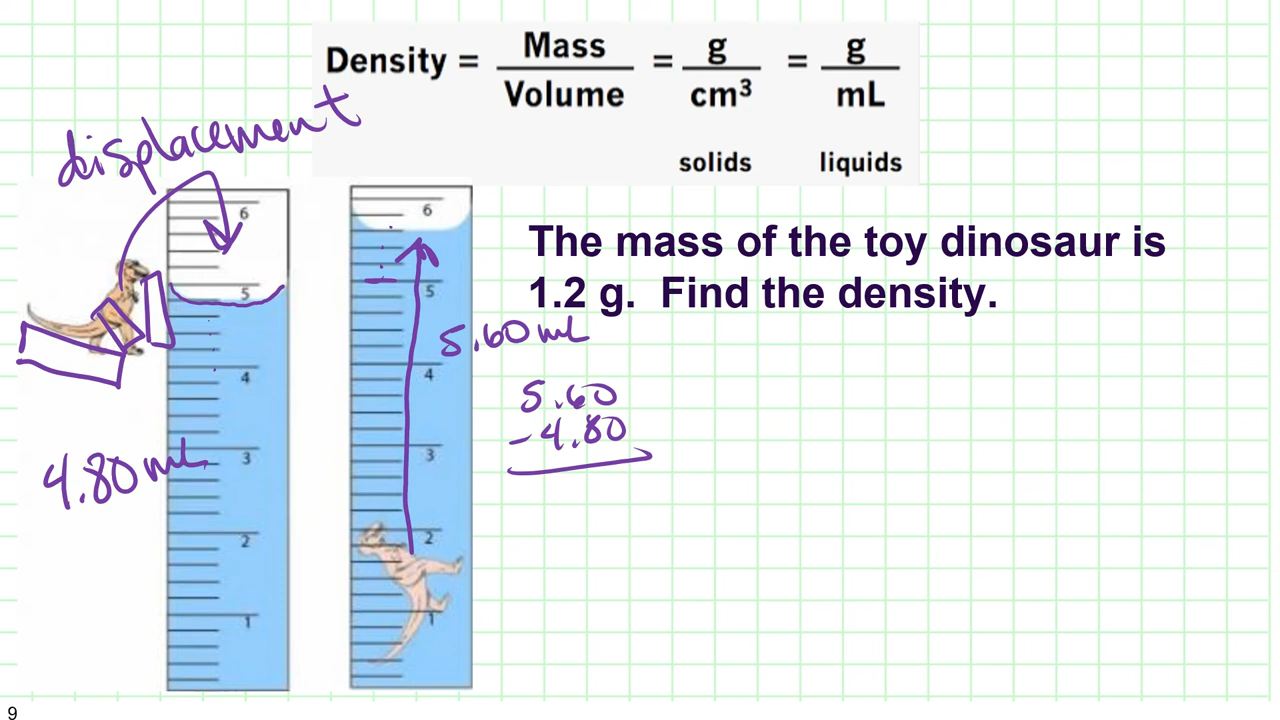 Density = Mass / Volume = g / cm³ = g / mL
solids liquids
displacement
6
5
4
3
2
1
4.80 mL
6
5
4
3
2
1
The mass of the toy dinosaur is
1.2 g. Find the density.
5.60 mL
5.60
-4.80
9